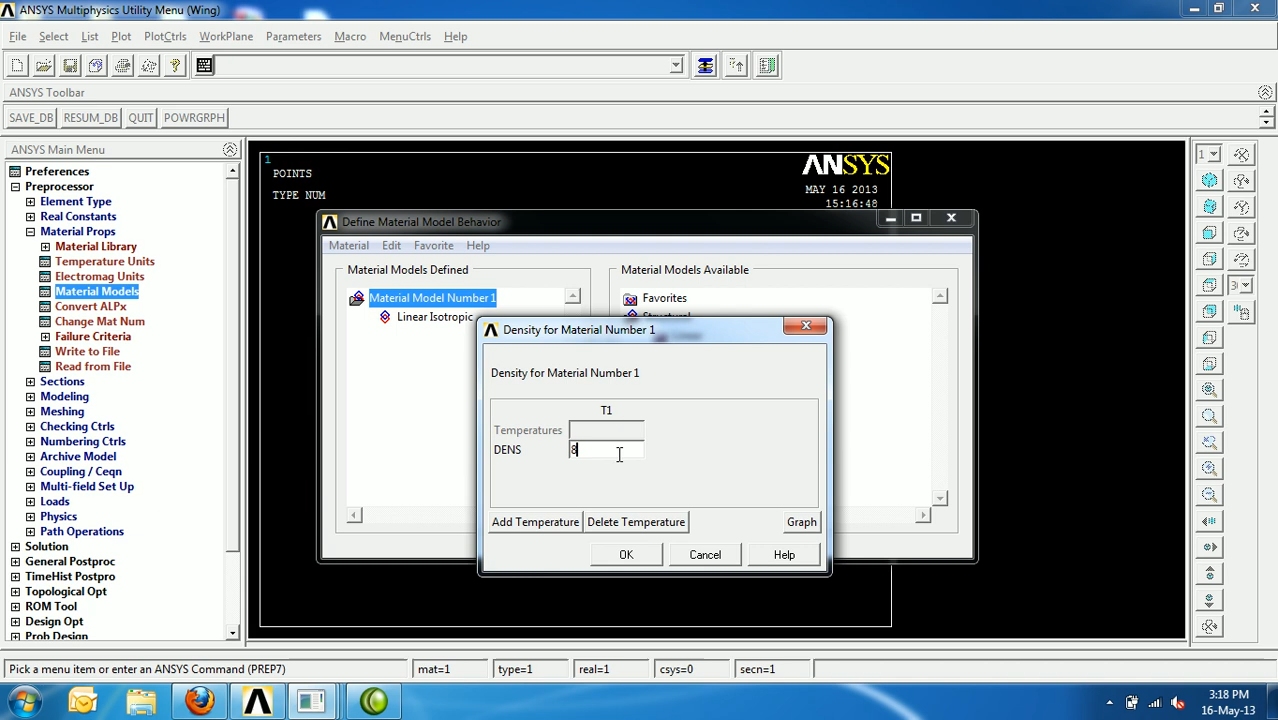 ANSYS Multiphysics Utility Menu (Wing)
File Select List Plot PlotCtrls WorkPlane Parameters Macro MenuCtrls Help
ANSYS Toolbar
SAVE_DB RESUM_DB QUIT POWRGRPH
ANSYS Main Menu
Preferences
Preprocessor
Element Type
Real Constants
Material Props
Material Library
Temperature Units
Electromag Units
Material Models
Convert ALPx
Change Mat Num
Failure Criteria
Write to File
Read from File
Sections
Modeling
Meshing
Checking Ctrls
Numbering Ctrls
Archive Model
Coupling / Ceqn
Multi-field Set Up
Loads
Physics
Path Operations
Solution
General Postproc
TimeHist Postpro
Topological Opt
ROM Tool
Design Opt
Prob Design
1
POINTS
TYPE NUM
ANSYS
MAY 16 2013
15:16:48
Define Material Model Behavior
Material Edit Favorite Help
Material Models Defined
Material Model Number 1
Linear Isotropic
Material Models Available
Favorites
Structural
Linear
Density for Material Number 1
Density for Material Number 1
T1
Temperatures
DENS 8
Add Temperature Delete Temperature Graph
OK Cancel Help
1
3
Pick a menu item or enter an ANSYS Command (PREP7) mat=1 type=1 real=1 csys=0 secn=1
3:18 PM
16-May-13